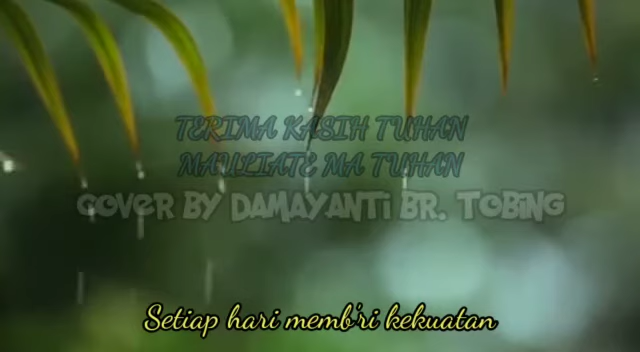 TERIMA KASIH TUHAN
MAULIATE MA TUHAN
COVER BY DAMAYANTI BR. TOBING
Setiap hari memb'ri kekuatan